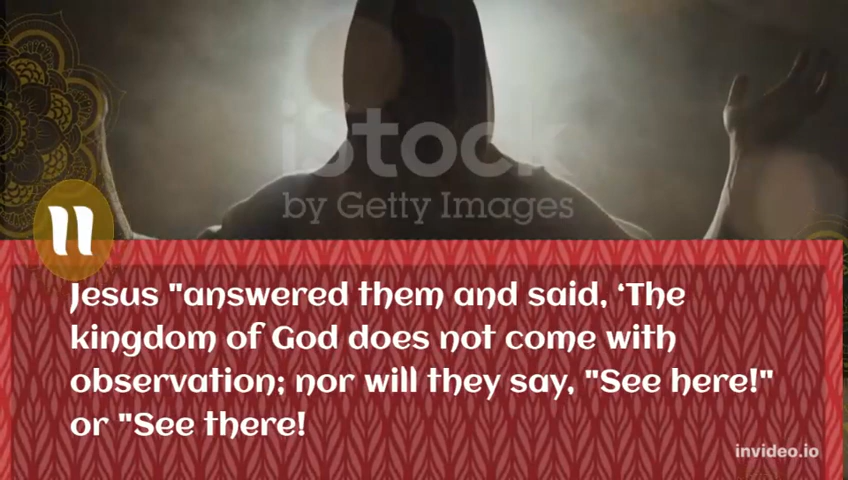 iStock
by Getty Images
Jesus "answered them and said, ‘The
kingdom of God does not come with
observation; nor will they say, "See here!"
or "See there!
invideo.io